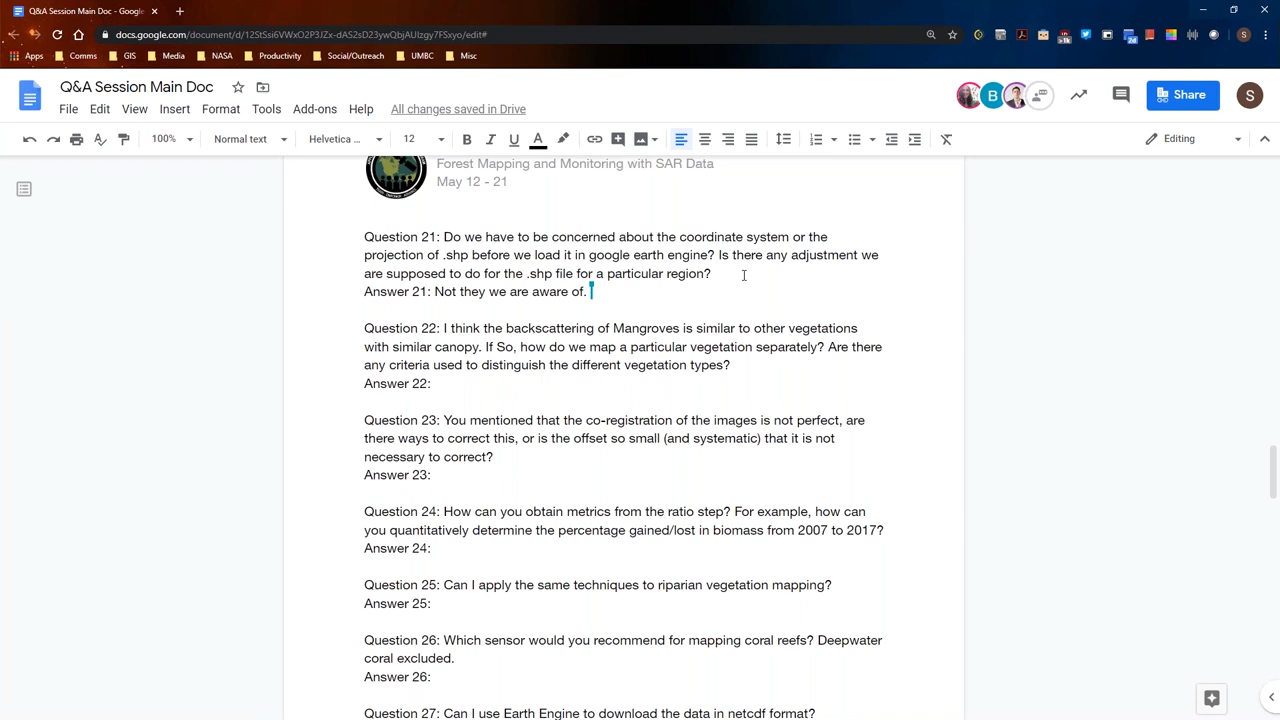 Q&A Session Main Doc - Google
docs.google.com/document/d/12StSsi6VWxO2P3JZx-dAS2sD23ywQbjAUIzgy7FSxyo/edit#
Apps Comms GIS Media NASA Productivity Social/Outreach UMBC Misc
Q&A Session Main Doc
File Edit View Insert Format Tools Add-ons Help All changes saved in Drive
B Share S
100% Normal text Helvetica ... 12 B I U A Editing
Forest Mapping and Monitoring with SAR Data
May 12 - 21
Question 21: Do we have to be concerned about the coordinate system or the
projection of .shp before we load it in google earth engine? Is there any adjustment we
are supposed to do for the .shp file for a particular region?
Answer 21: Not they we are aware of.
Question 22: I think the backscattering of Mangroves is similar to other vegetations
with similar canopy. If So, how do we map a particular vegetation separately? Are there
any criteria used to distinguish the different vegetation types?
Answer 22:
Question 23: You mentioned that the co-registration of the images is not perfect, are
there ways to correct this, or is the offset so small (and systematic) that it is not
necessary to correct?
Answer 23:
Question 24: How can you obtain metrics from the ratio step? For example, how can
you quantitatively determine the percentage gained/lost in biomass from 2007 to 2017?
Answer 24:
Question 25: Can I apply the same techniques to riparian vegetation mapping?
Answer 25:
Question 26: Which sensor would you recommend for mapping coral reefs? Deepwater
coral excluded.
Answer 26:
Question 27: Can I use Earth Engine to download the data in netcdf format?